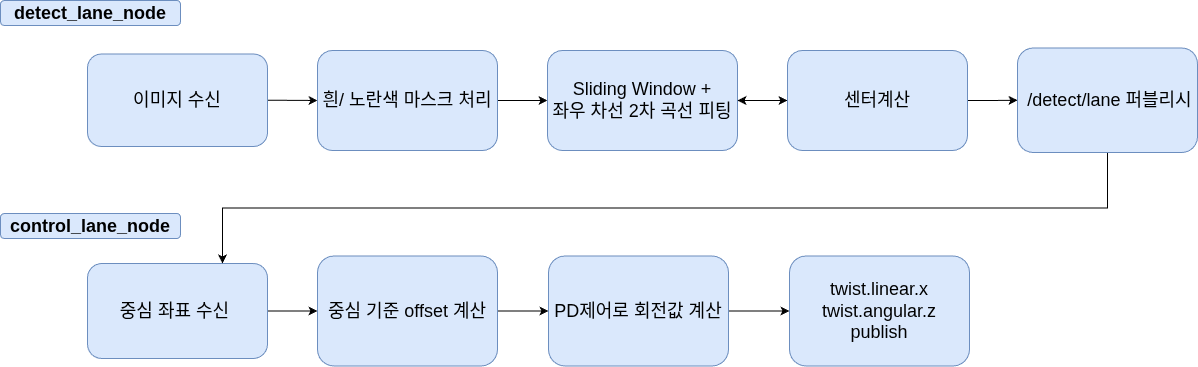 detect_lane_node
이미지 수신
흰/ 노란색 마스크 처리
Sliding Window +
좌우 차선 2차 곡선 피팅
센터계산
/detect/lane 퍼블리시
control_lane_node
중심 좌표 수신
중심 기준 offset 계산
PD제어로 회전값 계산
twist.linear.x
twist.angular.z
publish